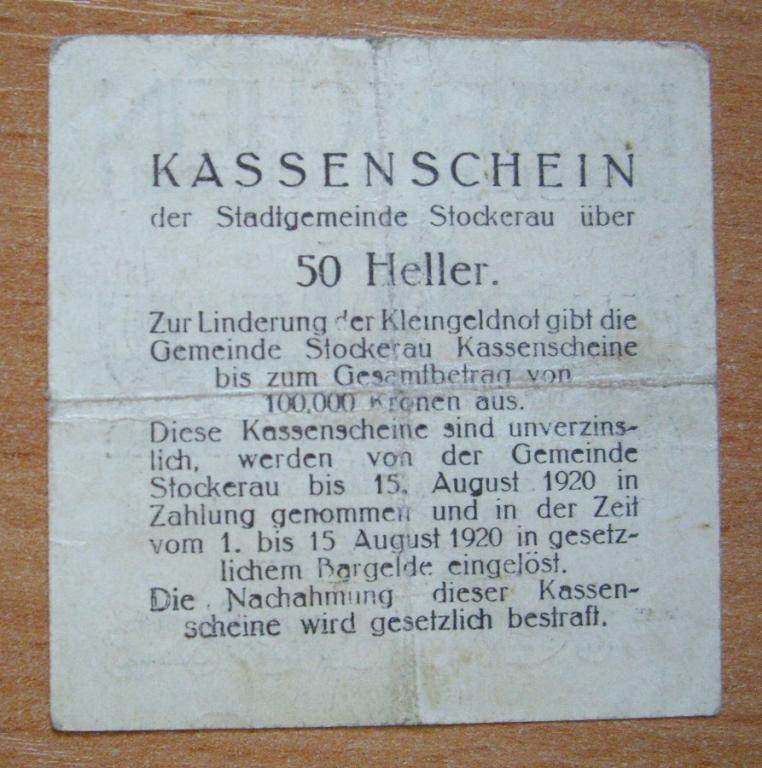 KASSENSCHEIN
der Stadtgemeinde Stockerau über
50 Heller.
Zur Linderung der Kleingeldnot gibt die
Gemeinde Stockerau Kassenscheine
bis zum Gesamtbetrag von
100,000 Kronen aus.
Diese Kassenscheine sind unverzins-
lich, werden von der Gemeinde
Stockerau bis 15. August 1920 in
Zahlung genommen und in der Zeit
vom 1. bis 15 August 1920 in gesetz-
lichem Bargelde eingelöst.
Die Nachahmung dieser Kassen-
scheine wird gesetzlich bestraft.